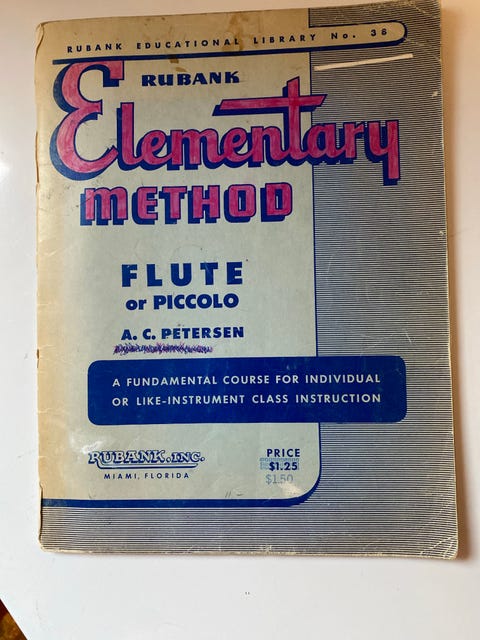 RUBANK EDUCATIONAL LIBRARY No. 36
RUBANK
Elementary
METHOD
FLUTE
or PICCOLO
A. C. PETERSEN
A FUNDAMENTAL COURSE FOR INDIVIDUAL
OR LIKE-INSTRUMENT CLASS INSTRUCTION
RUBANK, INC.
MIAMI, FLORIDA
PRICE
$1.25
$1.50